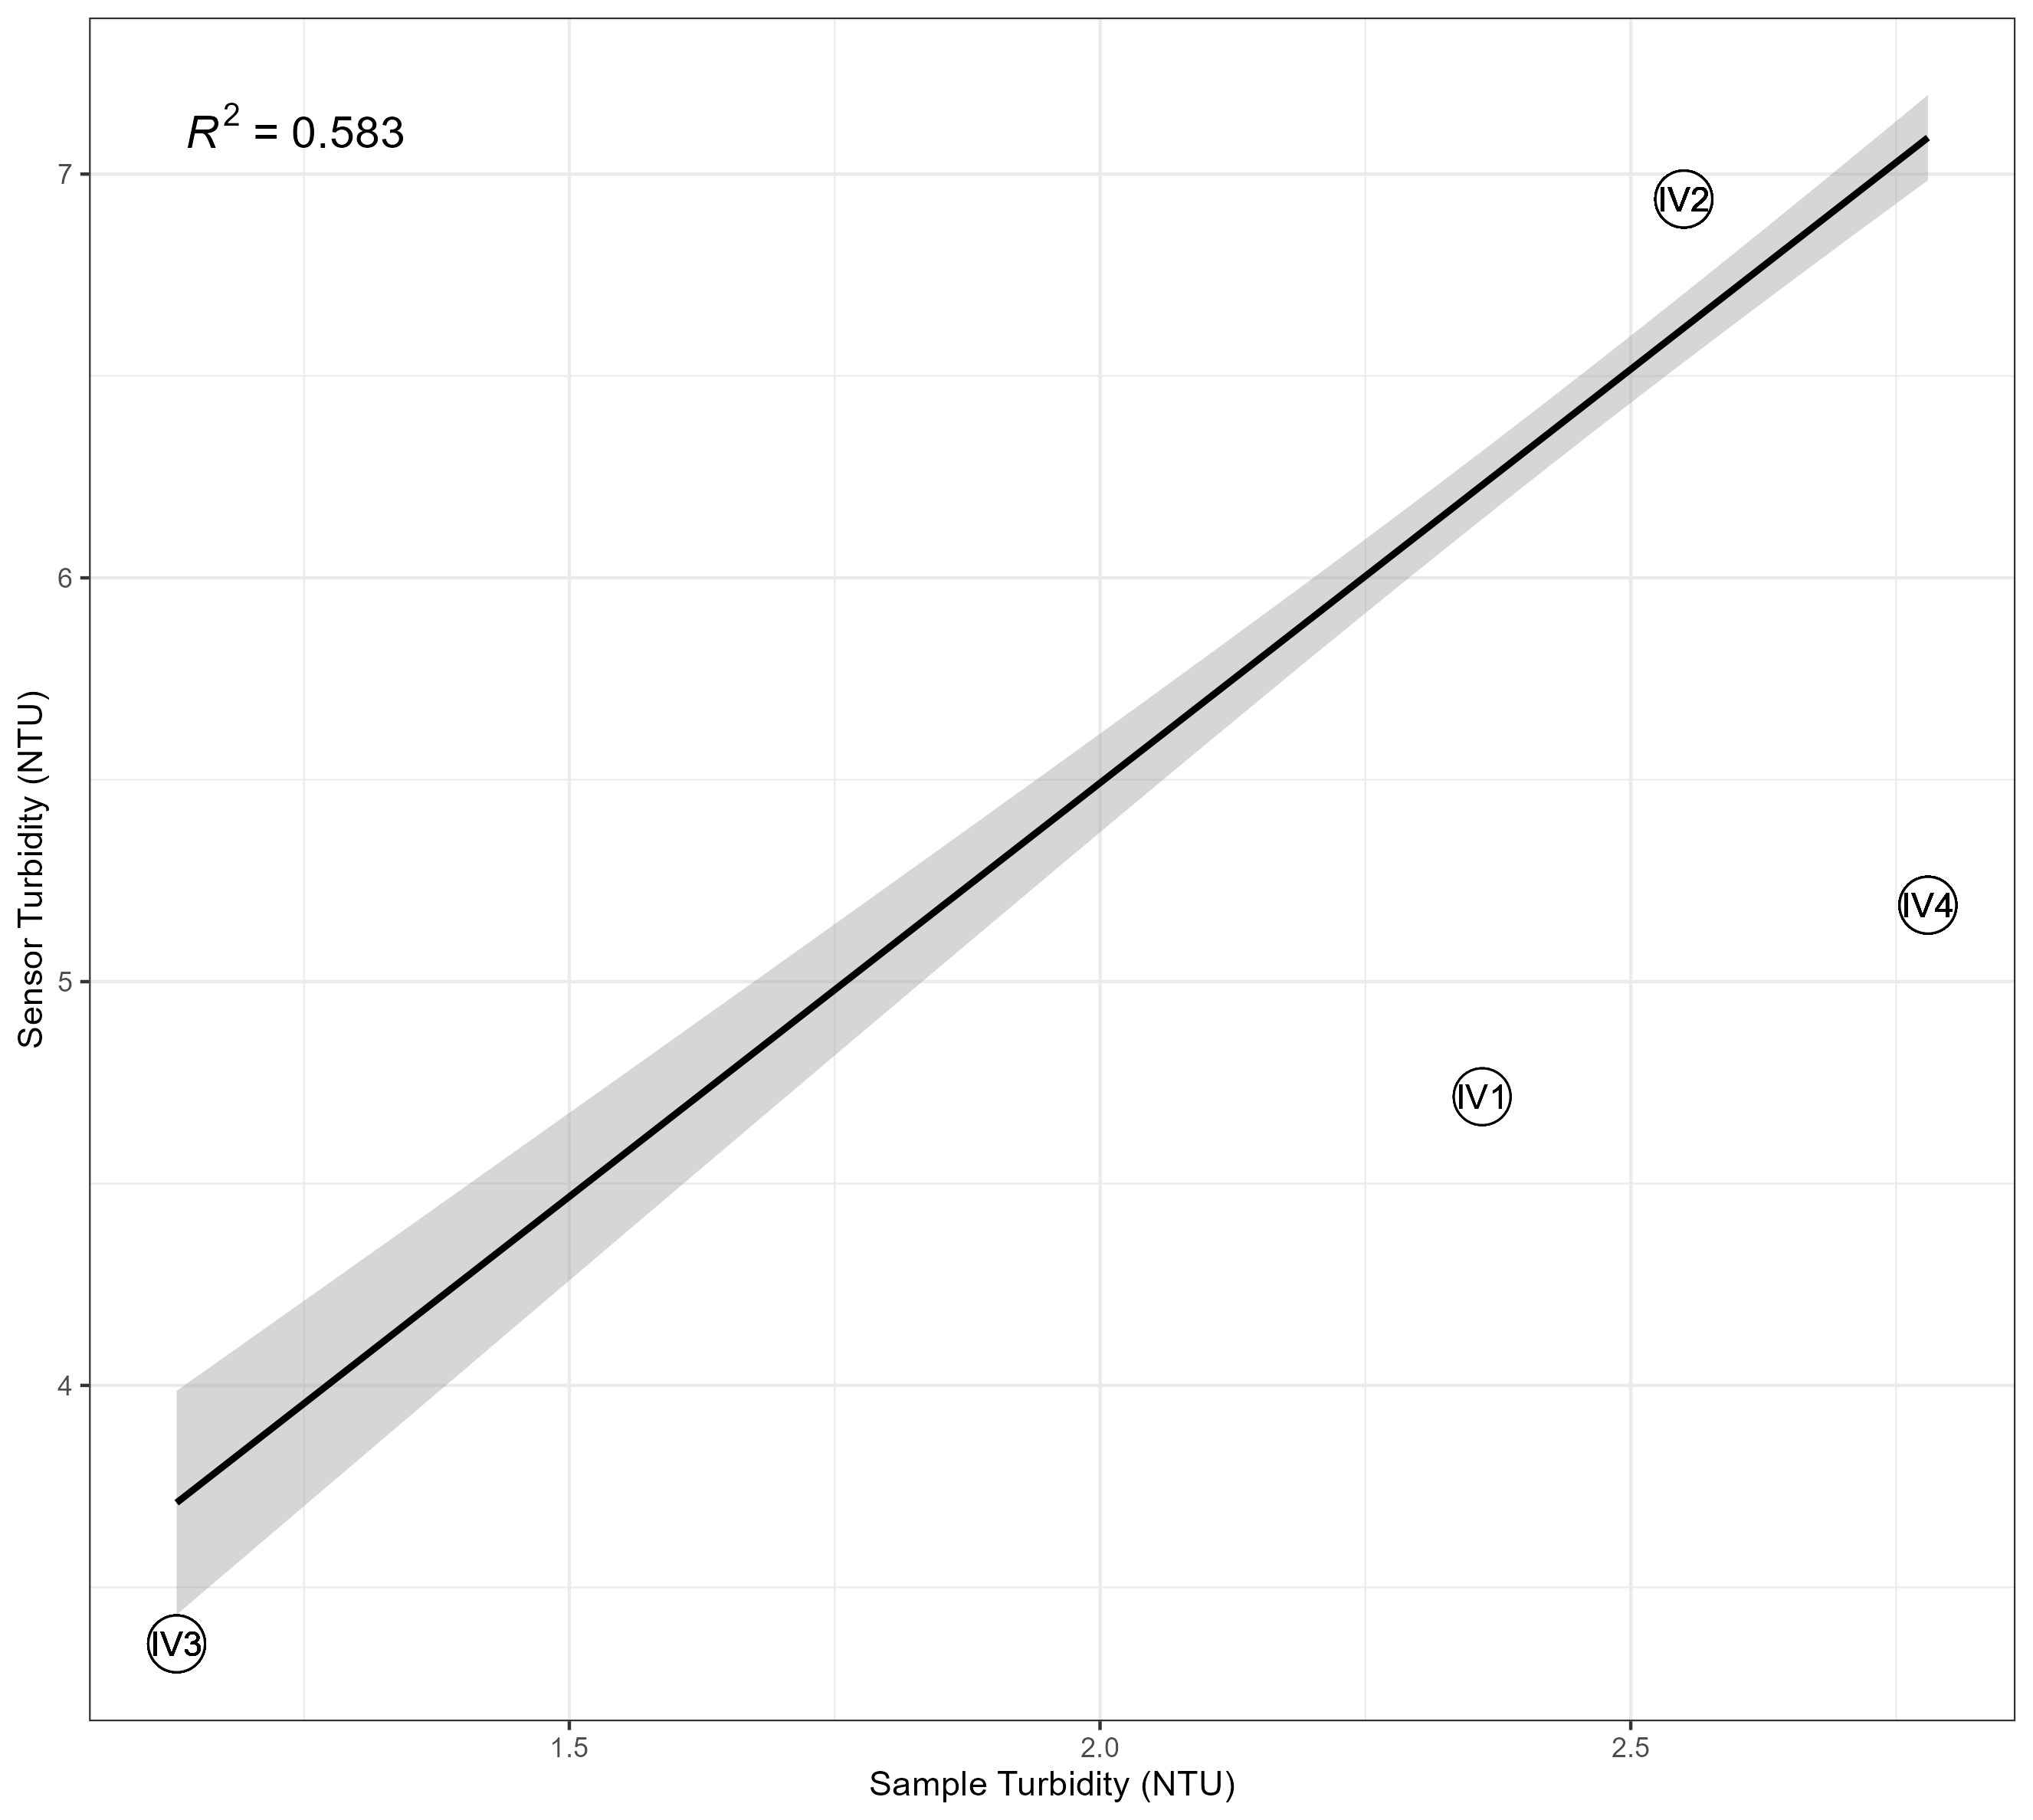 R² = 0.583
7
6
5
4
IV2
IV4
IV1
IV3
1.5 2.0 2.5
Sample Turbidity (NTU)
Sensor Turbidity (NTU)